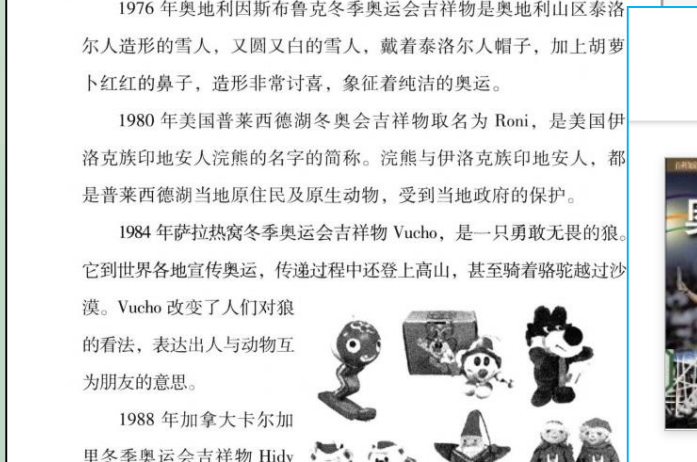 1976 年奥地利因斯布鲁克冬季奥运会吉祥物是奥地利山区泰洛
尔人造形的雪人，又圆又白的雪人，戴着泰洛尔人帽子，加上胡萝
卜红红的鼻子，造形非常讨喜，象征着纯洁的奥运。
1980 年美国普莱西德湖冬奥会吉祥物取名为 Roni，是美国伊
洛克族印地安人浣熊的名字的简称。浣熊与伊洛克族印地安人，都
是普莱西德湖当地原住民及原生动物，受到当地政府的保护。
1984 年萨拉热窝冬季奥运会吉祥物 Vucho，是一只勇敢无畏的狼。
它到世界各地宣传奥运，传递过程中还登上高山，甚至骑着骆驼越过沙
漠。Vucho 改变了人们对狼
的看法，表达出人与动物互
为朋友的意思。
1988 年加拿大卡尔加
里冬季奥运会吉祥物 Hidy